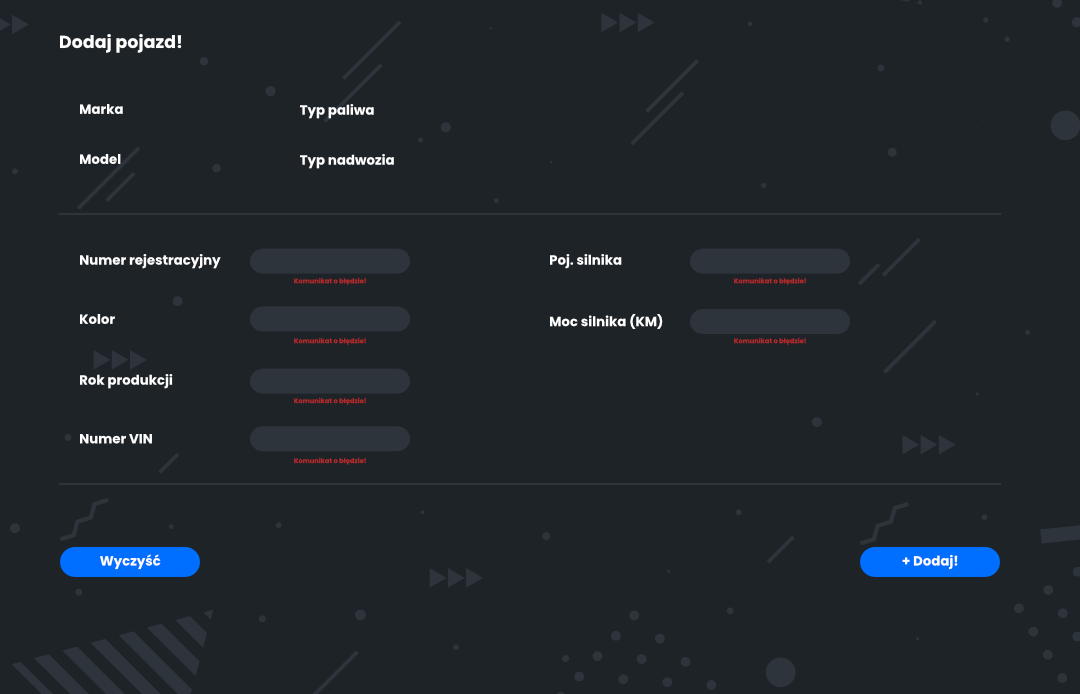 Dodaj pojazd!
Marka
Typ paliwa
Model
Typ nadwozia
Numer rejestracyjny
Poj. silnika
Komunikat o błędzie!
Komunikat o błędzie!
Kolor
Moc silnika (KM)
Komunikat o błędzie!
Komunikat o błędzie!
Rok produkcji
Komunikat o błędzie!
Numer VIN
Komunikat o błędzie!
Wyczyść
+ Dodaj!